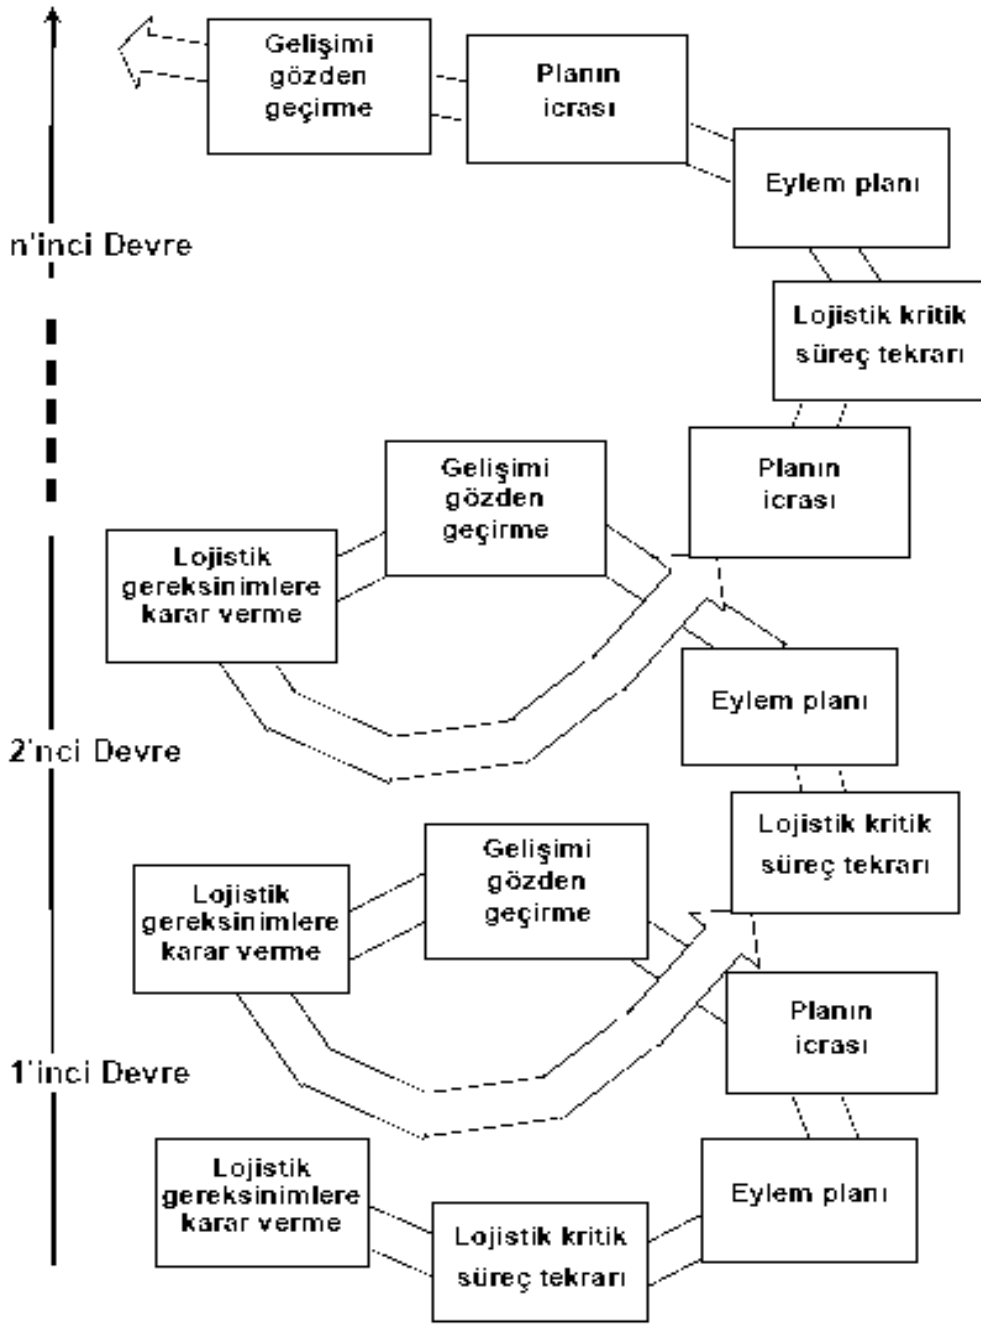 Gelişimi
gözden
geçirme
Planın
icrası
Eylem planı
n'inci Devre
Lojistik kritik
süreç tekrarı
Planın
icrası
Gelişimi
gözden
geçirme
Lojistik
gereksinimlere
karar verme
Eylem planı
2'nci Devre
Lojistik kritik
süreç tekrarı
Gelişimi
gözden
geçirme
Lojistik
gereksinimlere
karar verme
Planın
icrası
1'inci Devre
Lojistik
gereksinimlere
karar verme
Eylem planı
Lojistik kritik
süreç tekrarı